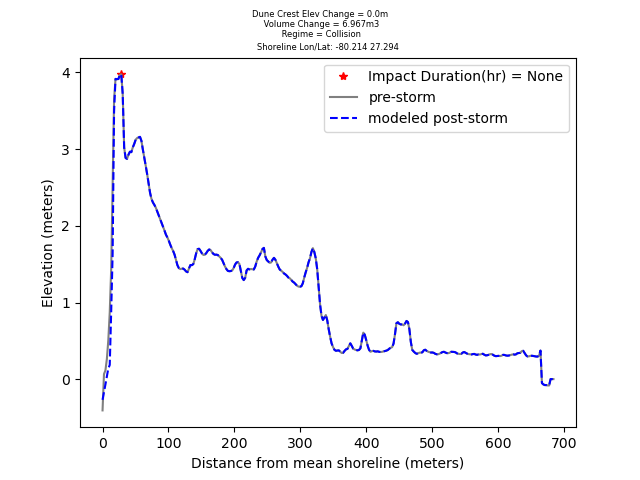 Dune Crest Elev Change = 0.0m
Volume Change = 6.967m3
Regime = Collision
Shoreline Lon/Lat: -80.214 27.294
Impact Duration(hr) = None
pre-storm
modeled post-storm
Elevation (meters)
4
3
2
1
0
0 100 200 300 400 500 600 700
Distance from mean shoreline (meters)